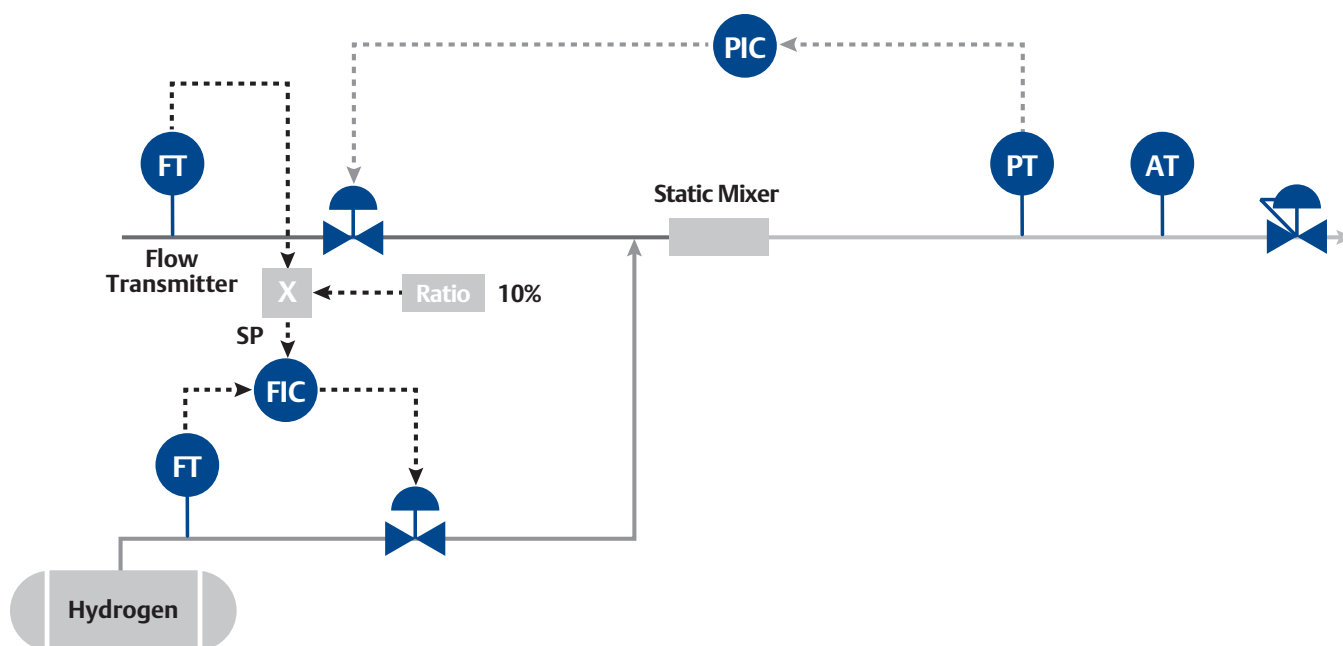 PIC
FT
PT
AT
Static Mixer
Flow
Transmitter
X
Ratio
10%
SP
FIC
FT
Hydrogen